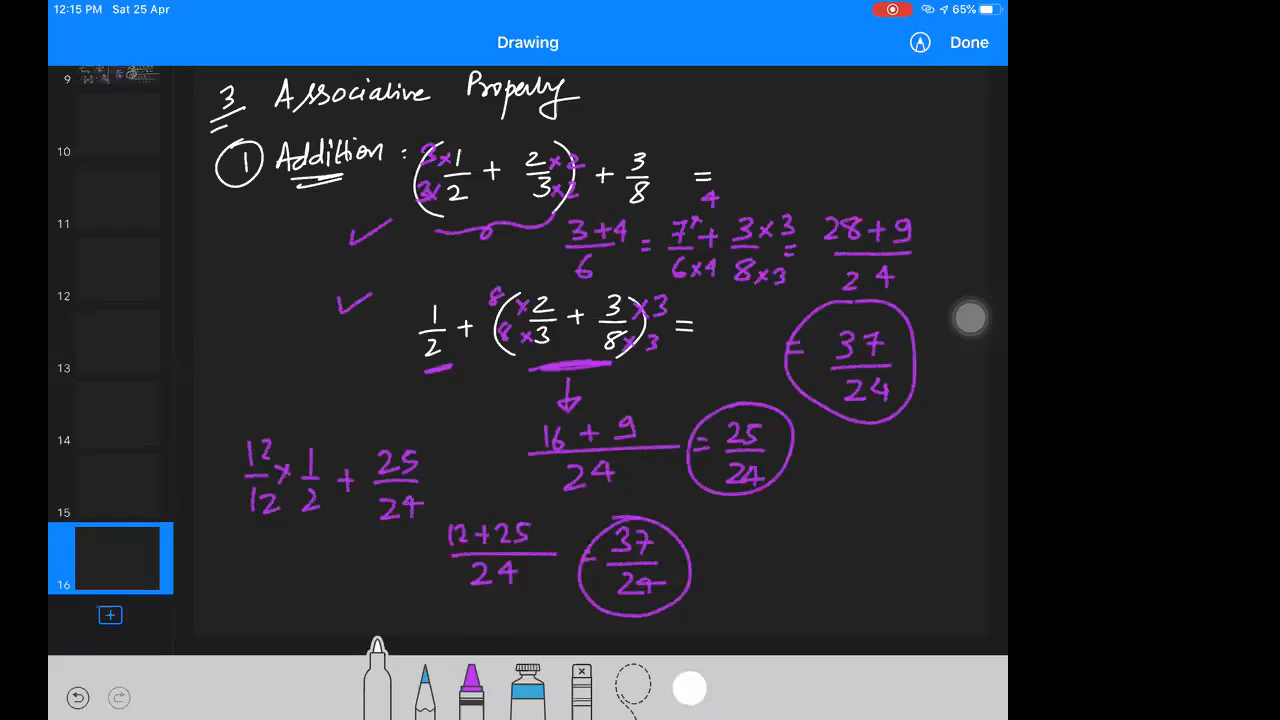 12:15 PM Sat 25 Apr 65%
Drawing
Done
9
10
11
12
13
14
15
16
3 Associative Property
① Addition : (3×1/3×2 + 2×2/3×2) + 3/8 =
3+4/6 = 7×4/6×4 + 3×3/8×3 = 28+9/24
= 37/24
1/2 + (8×2/8×3 + 3×3/8×3) =
16+9/24 = 25/24
12/12 × 1/2 + 25/24
12+25/24 = 37/24